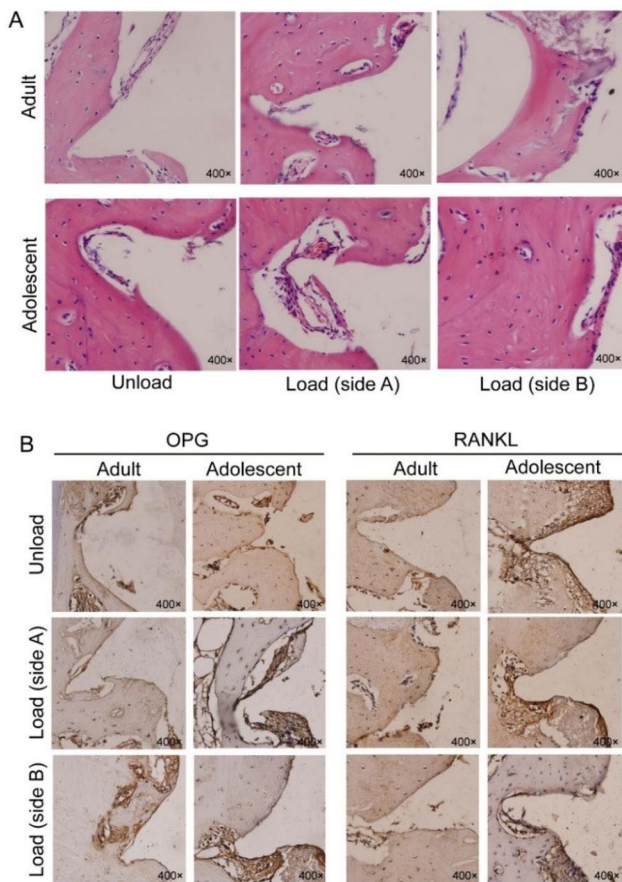 A
Adult
400×
400×
400×
Adolescent
400×
400×
400×
Unload
Load (side A)
Load (side B)
B
OPG
RANKL
Adult
Adolescent
Adult
Adolescent
Unload
400×
400×
400×
400×
Load (side A)
400×
400×
400×
400×
Load (side B)
400×
400×
400×
400×